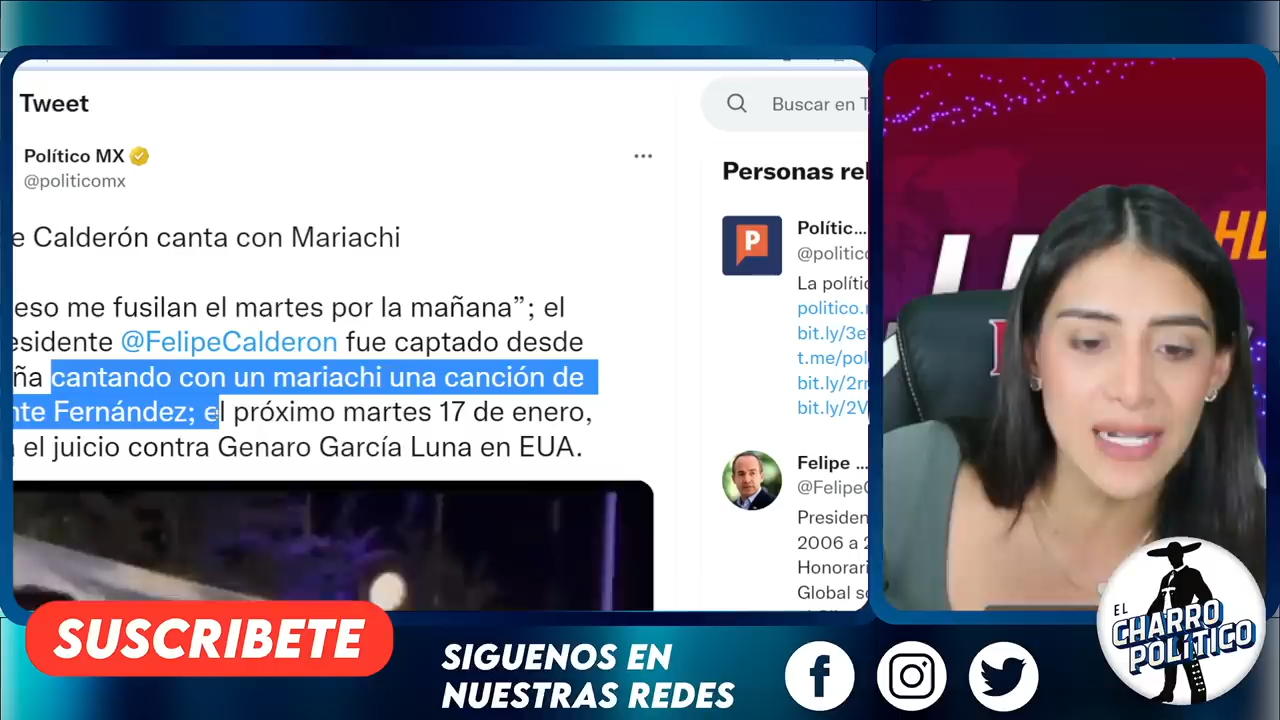 Tweet
Político MX
@politicomx
e Calderón canta con Mariachi
eso me fusilan el martes por la mañana”; el
esidente @FelipeCalderon fue captado desde
ña cantando con un mariachi una canción de
nte Fernández; el próximo martes 17 de enero,
el juicio contra Genaro García Luna en EUA.
Buscar en T
Personas rel
Polític...
@politico
La polític
politico.r
bit.ly/3e
t.me/pol
bit.ly/2rr
bit.ly/2V
Felipe ...
@FelipeC
Presiden
2006 a 2
Honorari
Global s
HD
SUSCRIBETE
SIGUENOS EN
NUESTRAS REDES
EL
CHARRO
POLÍTICO